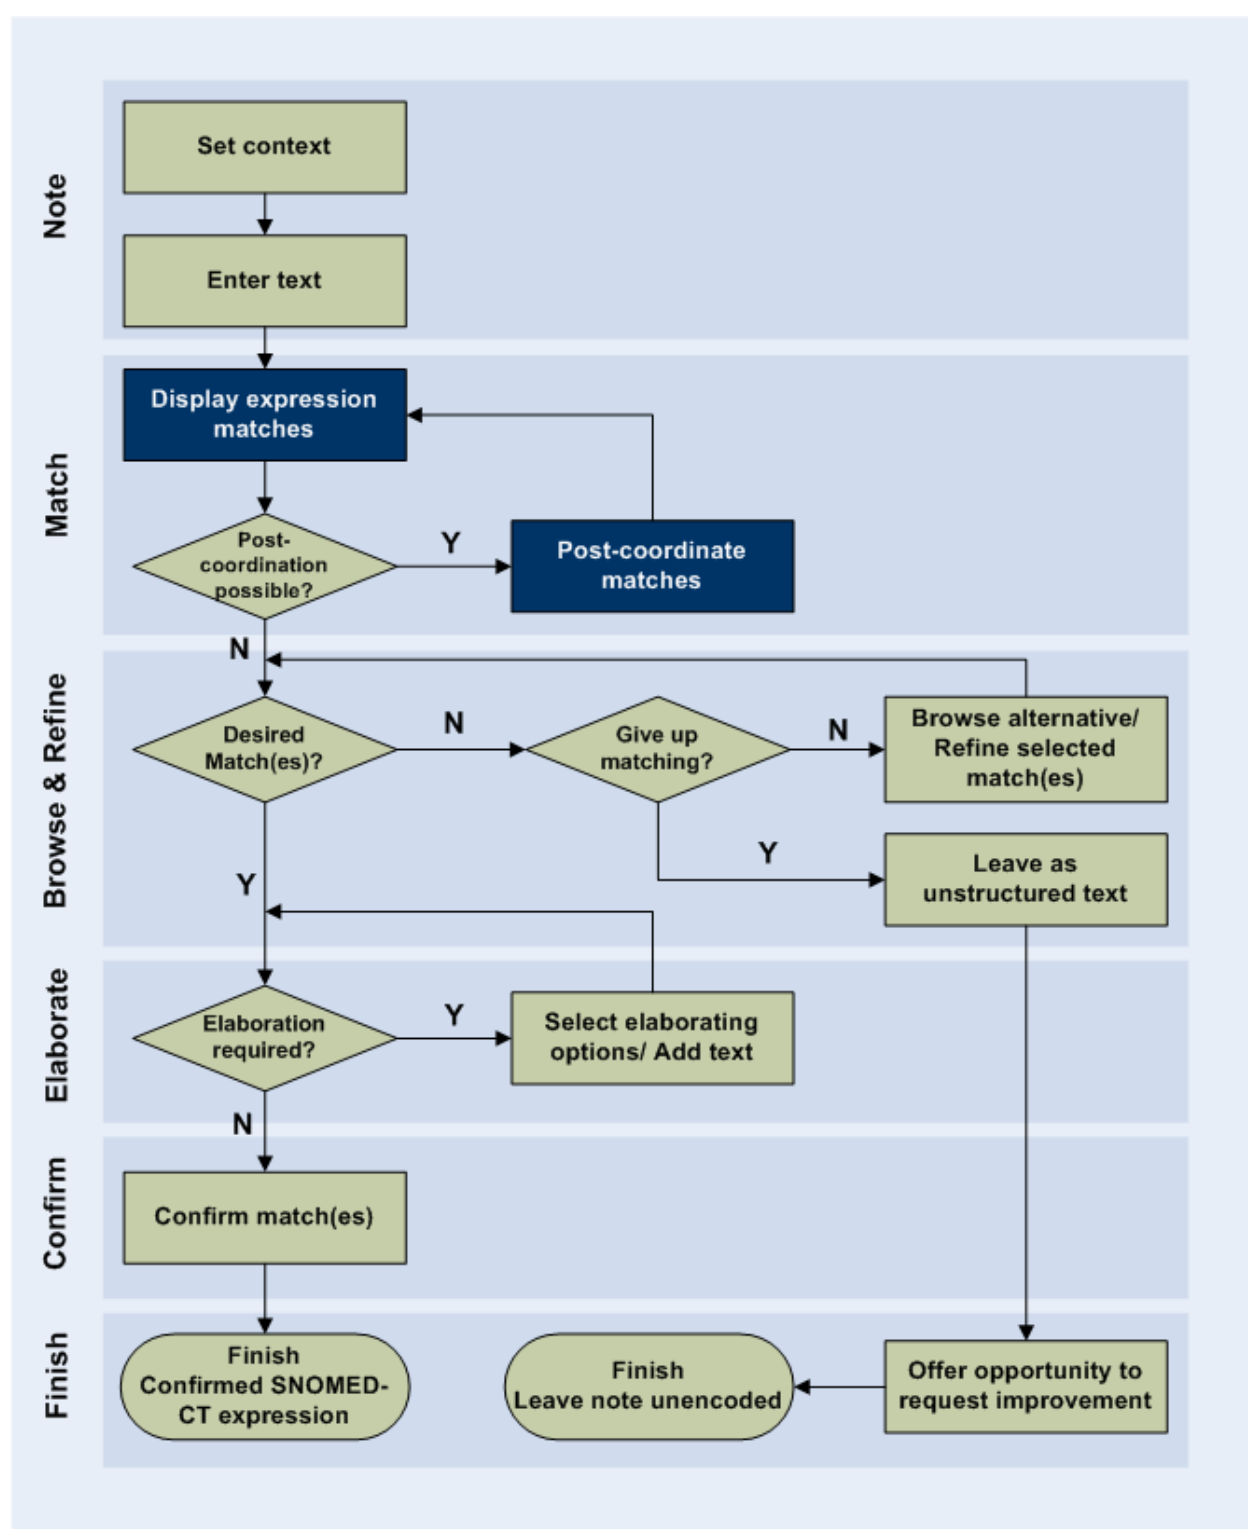 Note
Set context
Enter text
Match
Display expression
matches
Post-
coordination
possible?
Y
Post-coordinate
matches
N
Browse & Refine
Desired
Match(es)?
N
Give up
matching?
N
Browse alternative/
Refine selected
match(es)
Y
Leave as
unstructured text
Y
Elaborate
Elaboration
required?
Y
Select elaborating
options/ Add text
N
Confirm
Confirm match(es)
Finish
Finish
Confirmed SNOMED-
CT expression
Finish
Leave note unencoded
Offer opportunity to
request improvement